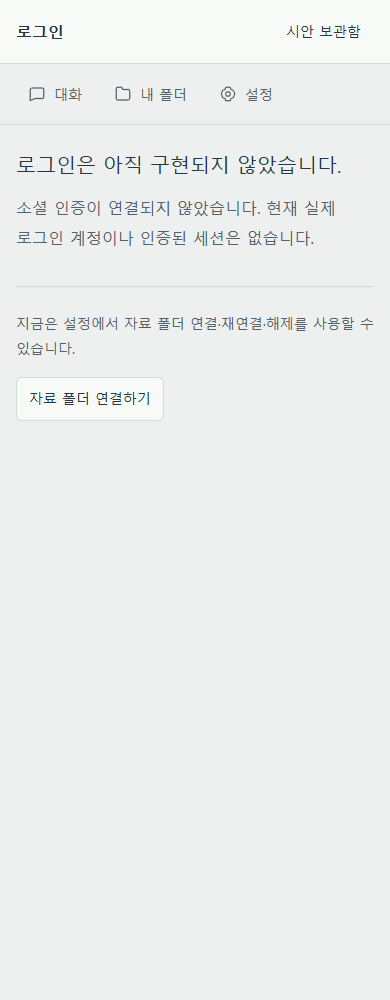 로그인
시안 보관함
대화
내 폴더
설정
로그인은 아직 구현되지 않았습니다.
소셜 인증이 연결되지 않았습니다. 현재 실제
로그인 계정이나 인증된 세션은 없습니다.
지금은 설정에서 자료 폴더 연결·재연결·해제를 사용할 수
있습니다.
자료 폴더 연결하기